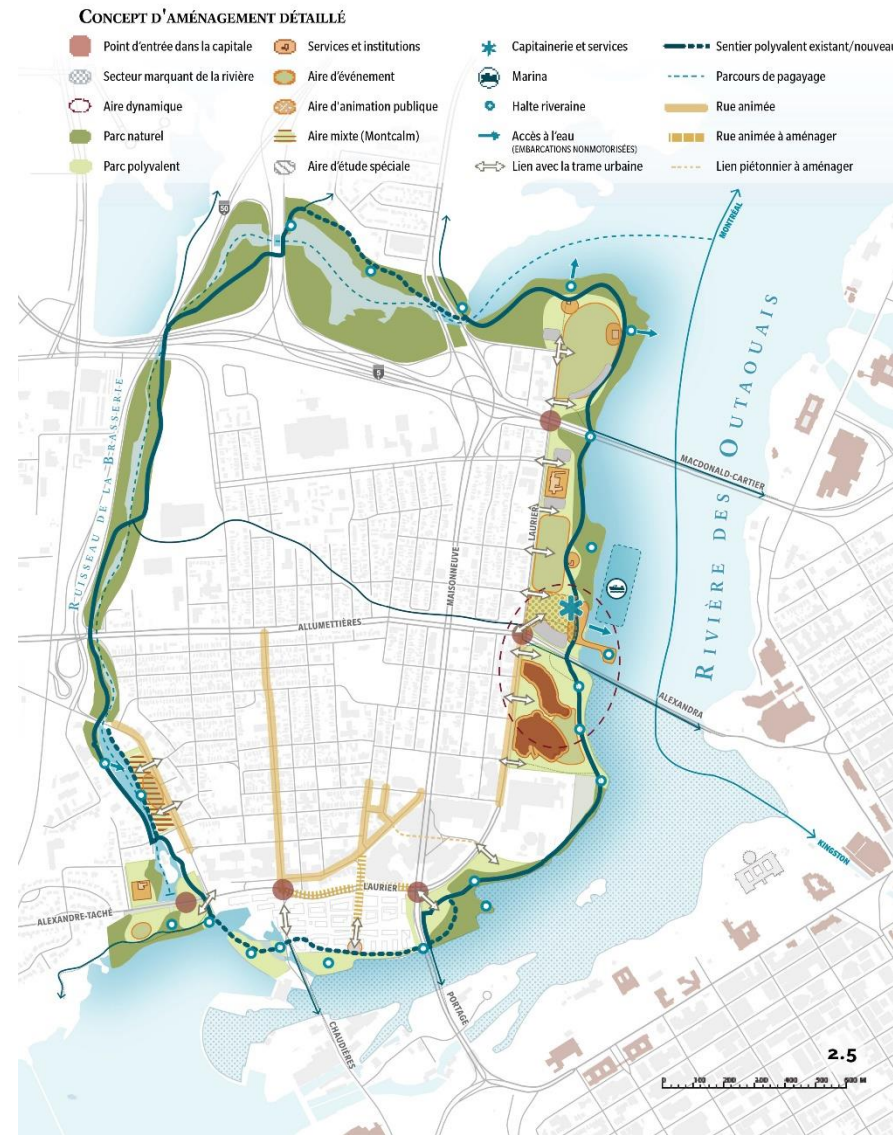 CONCEPT D'AMÉNAGEMENT DÉTAILLÉ
Point d'entrée dans la capitale
Secteur marquant de la rivière
Aire dynamique
Parc naturel
Parc polyvalent
Services et institutions
Aire d'événement
Aire d'animation publique
Aire mixte (Montcalm)
Aire d'étude spéciale
Capitainerie et services
Marina
Halte riveraine
Accès à l'eau
(EMBARCATIONS NONMOTORISÉES)
Lien avec la trame urbaine
Sentier polyvalent existant/nouveau
Parcours de pagayage
Rue animée
Rue animée à aménager
Lien piétonnier à aménager
50
MONTRÉAL
5
RUISSEAU DE LA BRASSERIE
RIVIÈRE DES OUTAOUAIS
MACDONALD-CARTIER
LAURIER
MAISONNEUVE
ALLUMETTIÈRES
ALEXANDRA
KINGSTON
LAURIER
ALEXANDRE-TACHÉ
PORTAGE
CHAUDIÈRES
2.5
0 100 200 300 400 500 600 M